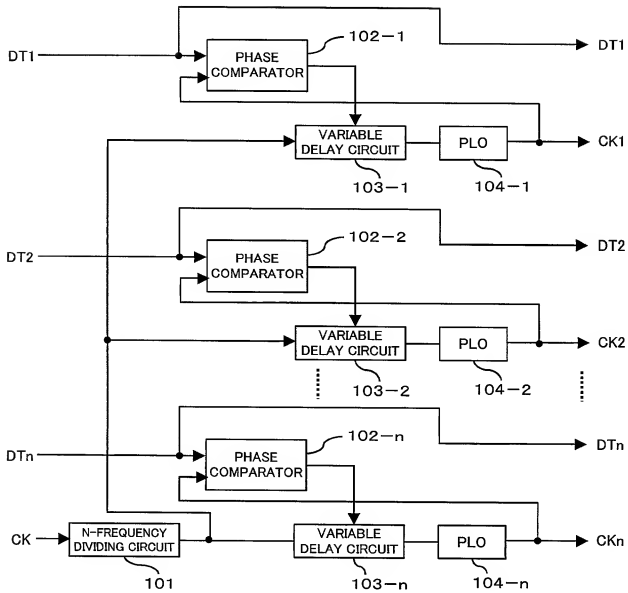 102-1
DT1
PHASE
COMPARATOR
DT1
VARIABLE
DELAY CIRCUIT
PLO
CK1
103-1
104-1
102-2
DT2
DT2
PHASE
COMPARATOR
VARIABLE
DELAY CIRCUIT
PLO
CK2
103-2
104-2
102-n
DTn
DTn
PHASE
COMPARATOR
CK
N-FREQUENCY
DIVIDING CIRCUIT
VARIABLE
DELAY CIRCUIT
PLO
CKn
101
103-n
104-n